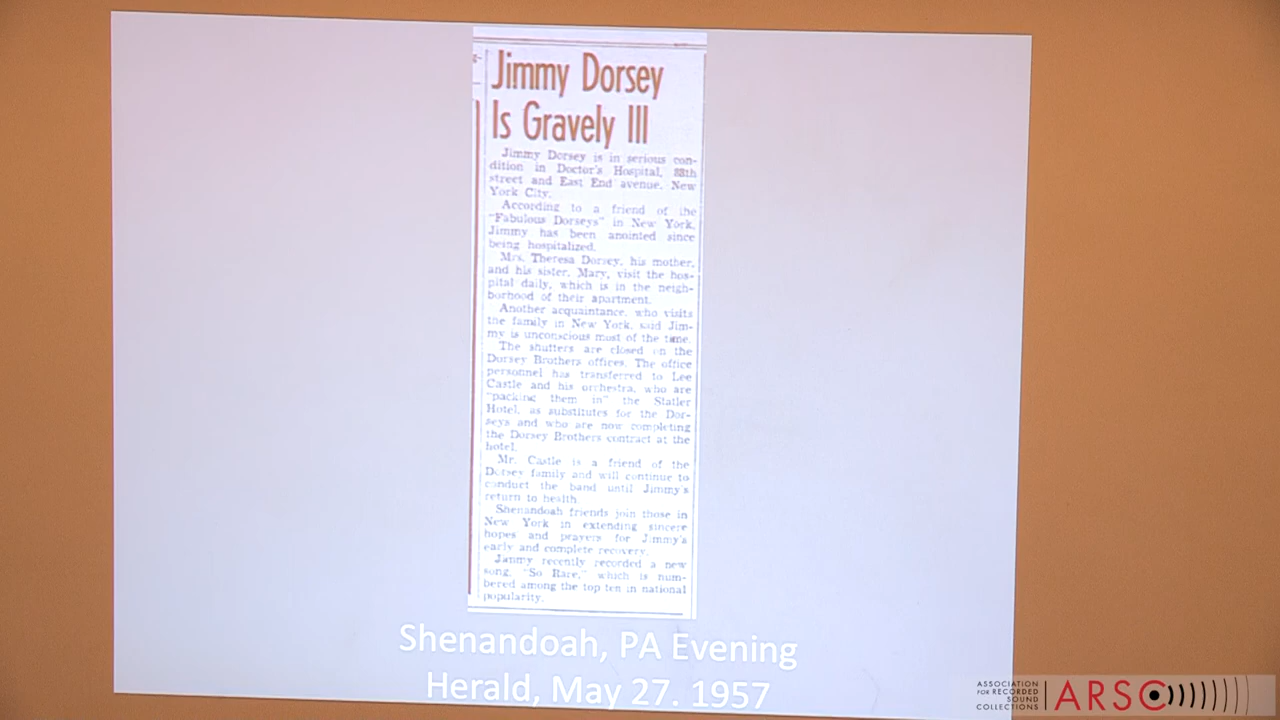 Jimmy Dorsey
Is Gravely Ill
Jimmy Dorsey is in serious con-
dition in Doctor's Hospital, 88th
street and East End avenue, New
York City.
According to a friend of the
"Fabulous Dorseys" in New York,
Jimmy has been anointed since
being hospitalized.
Mrs. Theresa Dorsey, his mother,
and his sister, Mary, visit the hos-
pital daily, which is in the neigh-
borhood of their apartment.
Another acquaintance, who visits
the family in New York, said Jim-
my is unconscious most of the time.
The shutters are closed on the
Dorsey Brothers offices. The office
personnel has transferred to Lee
Castle and his orchestra, who are
"packing them in" the Statler
Hotel, as substitutes for the Dor-
seys and who are now completing
the Dorsey Brothers contract at the
hotel.
Mr. Castle is a friend of the
Dorsey family and will continue to
conduct the band until Jimmy's
return to health.
Shenandoah friends join those in
New York in extending sincere
hopes and prayers for Jimmy's
early and complete recovery.
Jimmy recently recorded a new
song, "So Rare," which is num-
bered among the top ten in national
popularity.
Shenandoah, PA Evening
Herald, May 27. 1957
ASSOCIATION
FOR RECORDED
SOUND
COLLECTIONS
ARSC